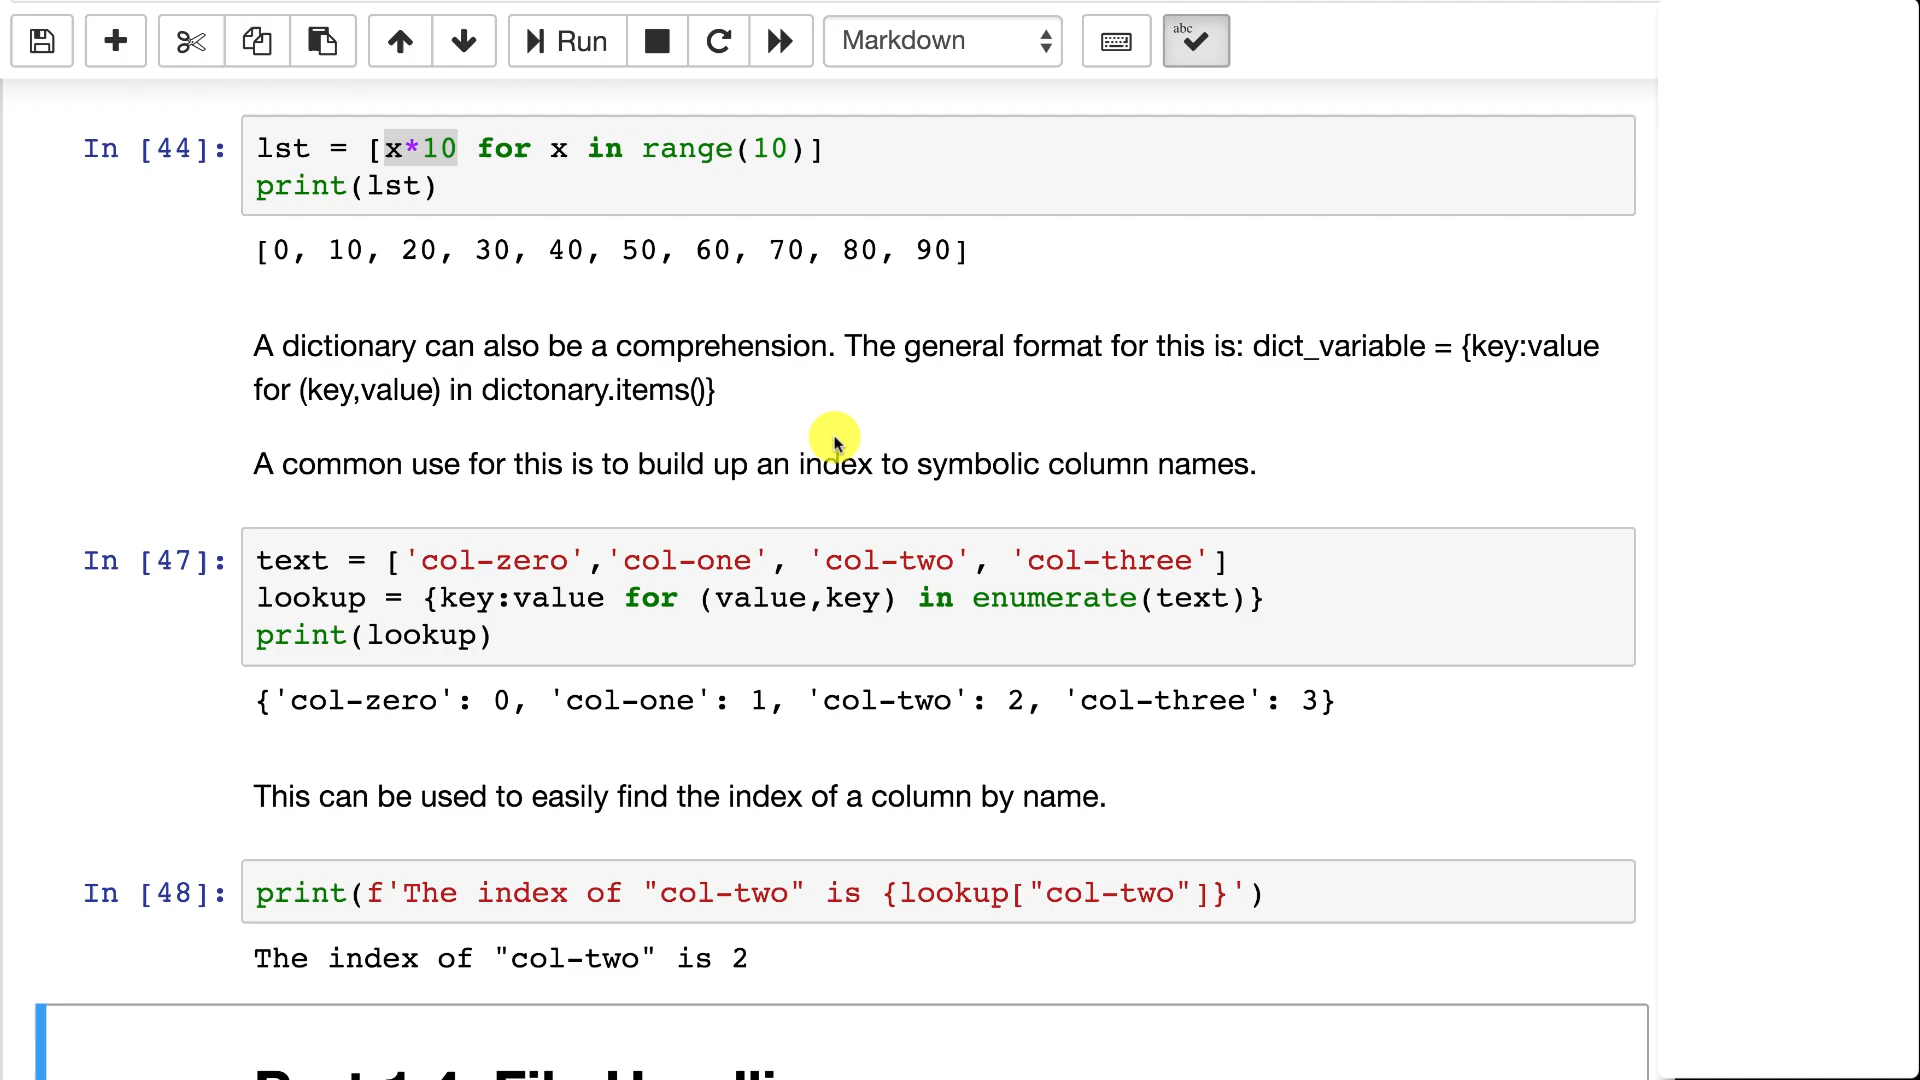 Run Markdown abc
In [44]: lst = [x*10 for x in range(10)]
print(lst)
[0, 10, 20, 30, 40, 50, 60, 70, 80, 90]
A dictionary can also be a comprehension. The general format for this is: dict_variable = {key:value
for (key,value) in dictonary.items()}
A common use for this is to build up an index to symbolic column names.
In [47]: text = ['col-zero','col-one', 'col-two', 'col-three']
lookup = {key:value for (value,key) in enumerate(text)}
print(lookup)
{'col-zero': 0, 'col-one': 1, 'col-two': 2, 'col-three': 3}
This can be used to easily find the index of a column by name.
In [48]: print(f'The index of "col-two" is {lookup["col-two"]}')
The index of "col-two" is 2